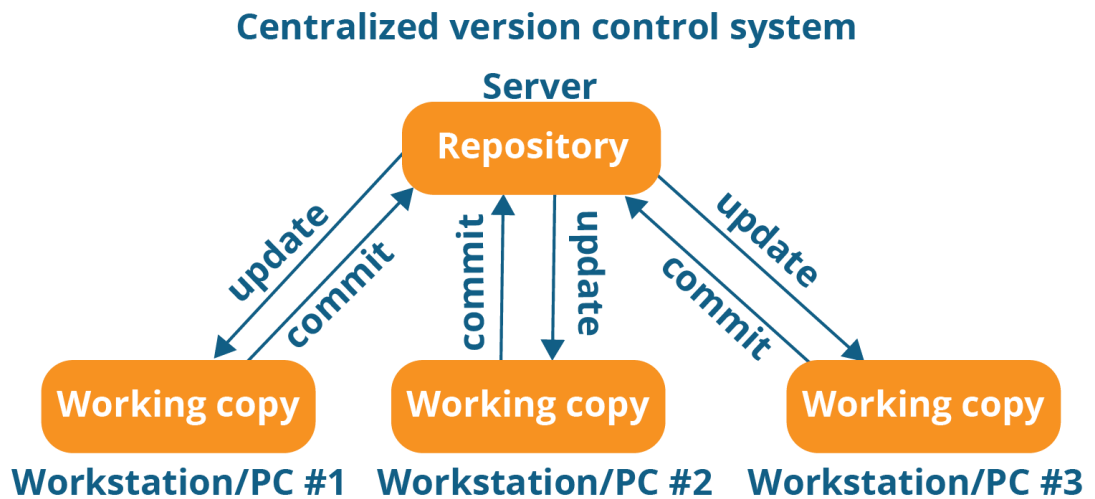 Centralized version control system
Server
Repository
update
commit
commit
update
commit
update
Working copy
Working copy
Working copy
Workstation/PC #1
Workstation/PC #2
Workstation/PC #3